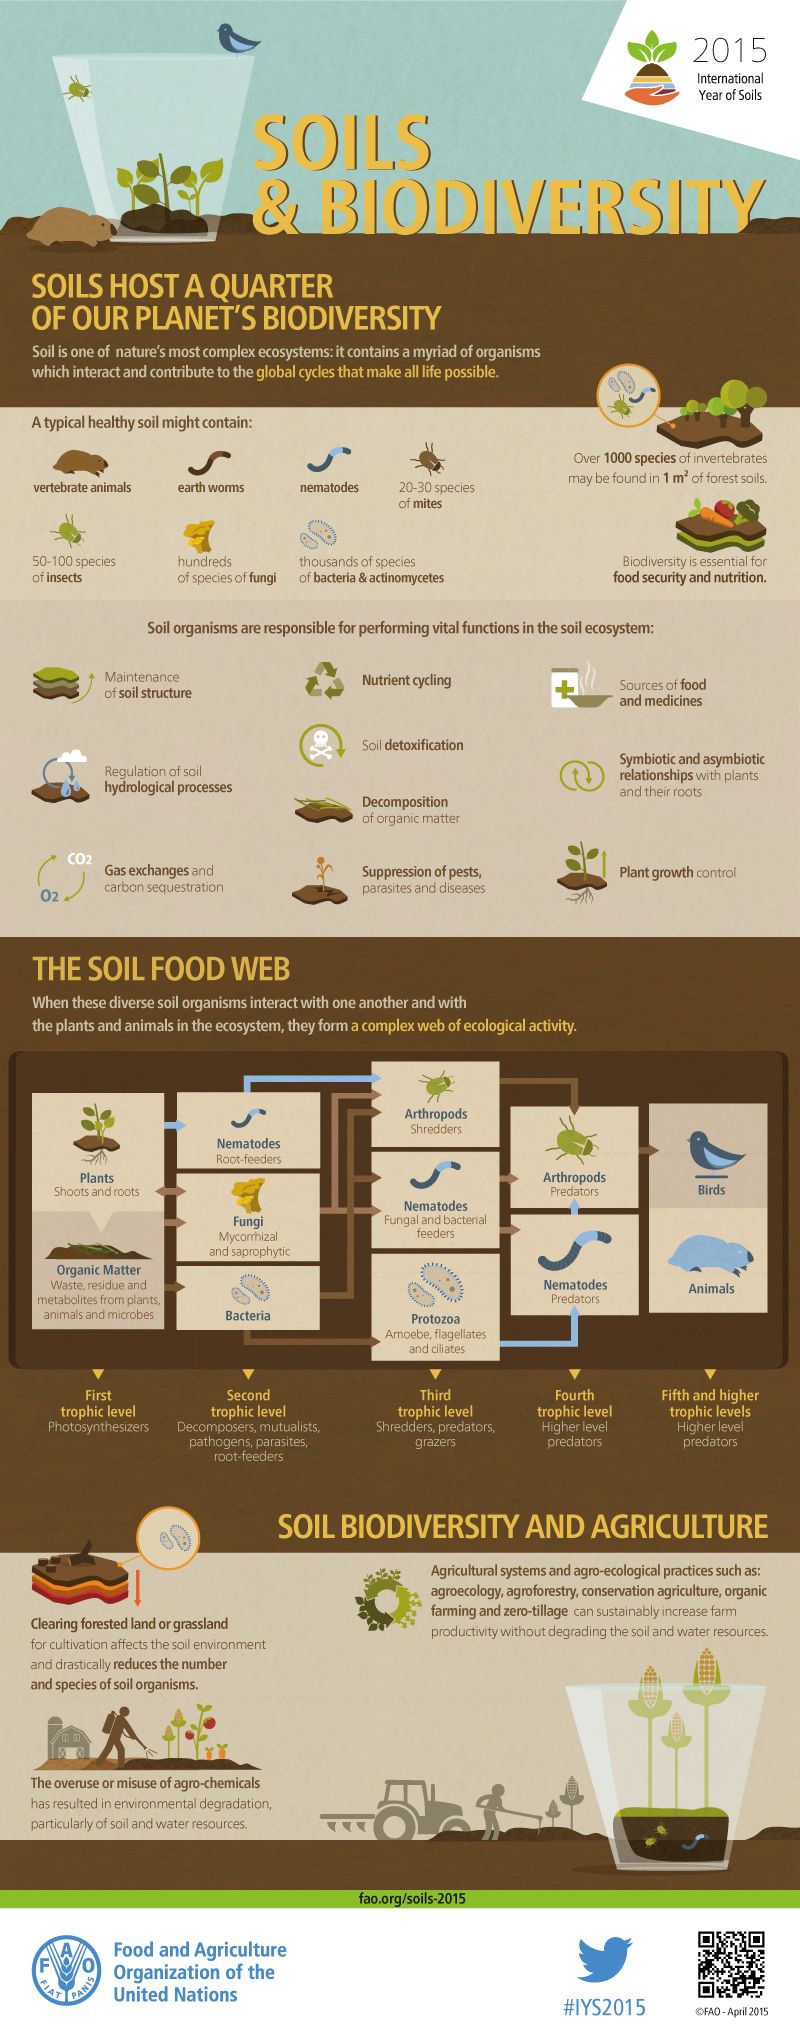 2015
International
Year of Soils
SOILS
& BIODIVERSITY
SOILS HOST A QUARTER
OF OUR PLANET'S BIODIVERSITY
Soil is one of nature's most complex ecosystems: it contains a myriad of organisms
which interact and contribute to the global cycles that make all life possible.
A typical healthy soil might contain:
vertebrate animals
earth worms
nematodes
20-30 species
of mites
50-100 species
of insects
hundreds
of species of fungi
thousands of species
of bacteria & actinomycetes
Over 1000 species of invertebrates
may be found in 1 m² of forest soils.
Biodiversity is essential for
food security and nutrition.
Soil organisms are responsible for performing vital functions in the soil ecosystem:
Maintenance
of soil structure
Nutrient cycling
Sources of food
and medicines
Soil detoxification
Regulation of soil
hydrological processes
Symbiotic and asymbiotic
relationships with plants
and their roots
Decomposition
of organic matter
CO2
O2
Gas exchanges and
carbon sequestration
Suppression of pests,
parasites and diseases
Plant growth control
THE SOIL FOOD WEB
When these diverse soil organisms interact with one another and with
the plants and animals in the ecosystem, they form a complex web of ecological activity.
Plants
Shoots and roots
Organic Matter
Waste, residue and
metabolites from plants,
animals and microbes
Nematodes
Root-feeders
Fungi
Mycorrhizal
and saprophytic
Bacteria
Arthropods
Shredders
Nematodes
Fungal and bacterial
feeders
Protozoa
Amoebe, flagellates
and ciliates
Arthropods
Predators
Nematodes
Predators
Birds
Animals
First
trophic level
Photosynthesizers
Second
trophic level
Decomposers, mutualists,
pathogens, parasites,
root-feeders
Third
trophic level
Shredders, predators,
grazers
Fourth
trophic level
Higher level
predators
Fifth and higher
trophic levels
Higher level
predators
SOIL BIODIVERSITY AND AGRICULTURE
Clearing forested land or grassland
for cultivation affects the soil environment
and drastically reduces the number
and species of soil organisms.
Agricultural systems and agro-ecological practices such as:
agroecology, agroforestry, conservation agriculture, organic
farming and zero-tillage can sustainably increase farm
productivity without degrading the soil and water resources.
The overuse or misuse of agro-chemicals
has resulted in environmental degradation,
particularly of soil and water resources.
fao.org/soils-2015
F A O
FIAT PANIS
Food and Agriculture
Organization of the
United Nations
#IYS2015
©FAO - April 2015